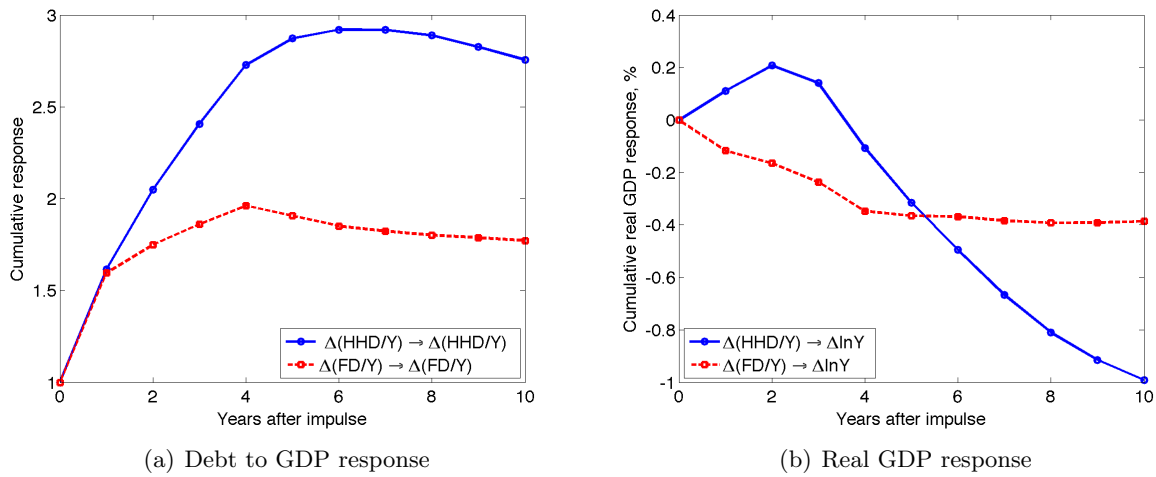 3
2.5
2
1.5
1
Cumulative response
0
2
4
6
8
10
Years after impulse
Δ(HHD/Y) → Δ(HHD/Y)
Δ(FD/Y) → Δ(FD/Y)
(a) Debt to GDP response
0.4
0.2
0
-0.2
-0.4
-0.6
-0.8
-1
Cumulative real GDP response, %
0
2
4
6
8
10
Years after impulse
Δ(HHD/Y) → ΔlnY
Δ(FD/Y) → ΔlnY
(b) Real GDP response